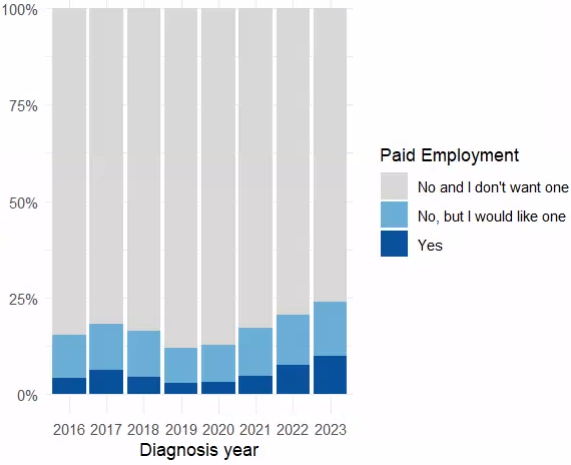 100%
75%
50%
25%
0%
2016 2017 2018 2019 2020 2021 2022 2023
Diagnosis year
Paid Employment
No and I don't want one
No, but I would like one
Yes